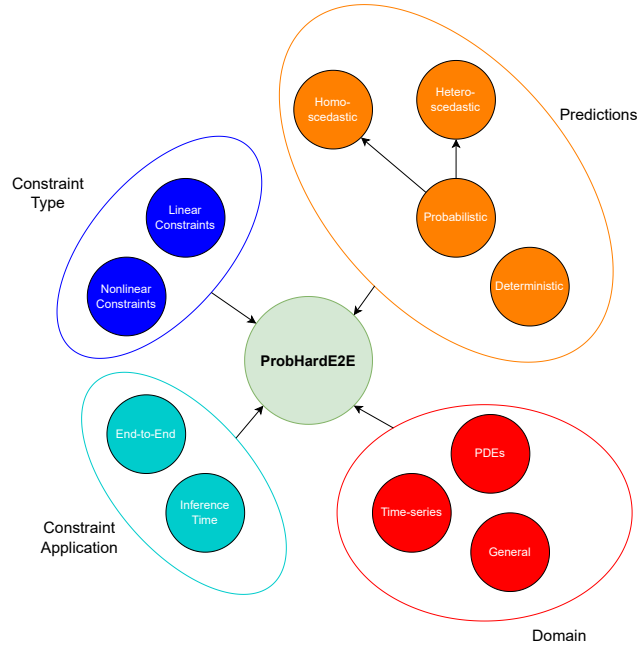 Homo-
scedastic
Hetero-
scedastic
Predictions
Probabilistic
Deterministic
Constraint
Type
Linear
Constraints
Nonlinear
Constraints
ProbHardE2E
End-to-End
Inference
Time
Constraint
Application
PDEs
Time-series
General
Domain